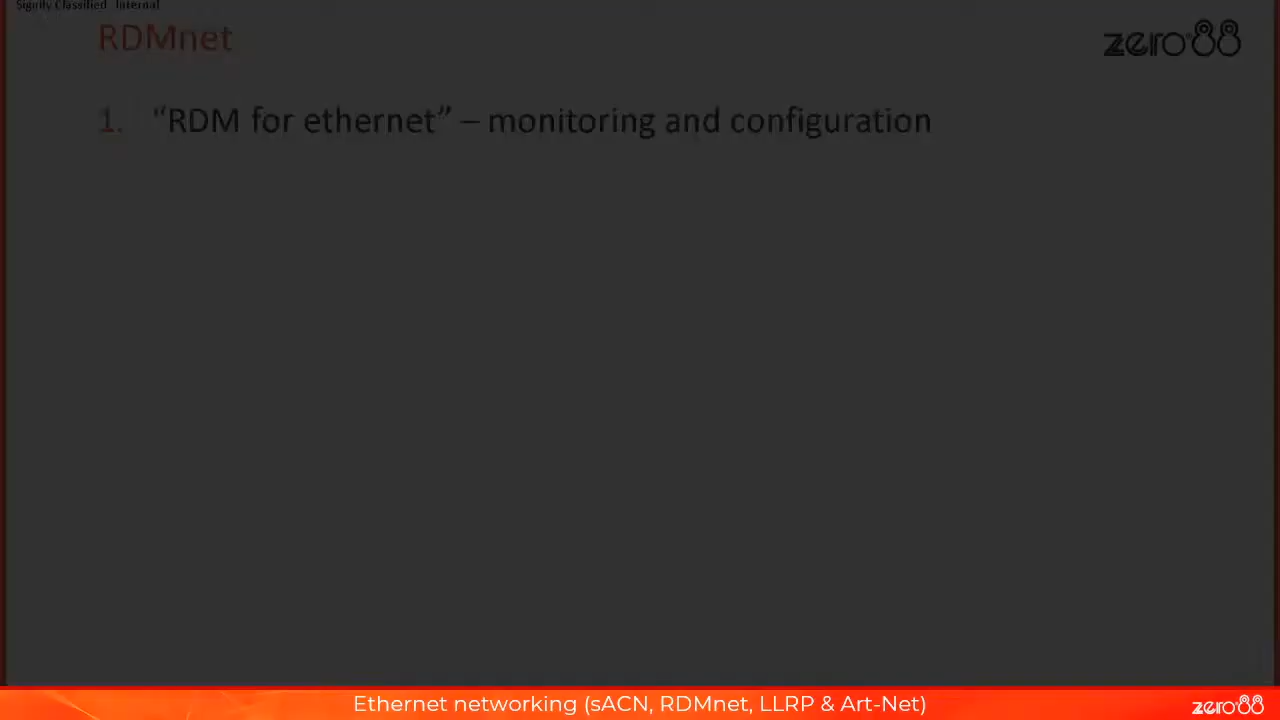 Signify Classified - Internal
RDMnet
zero88
1. “RDM for ethernet” – monitoring and configuration
Ethernet networking (sACN, RDMnet, LLRP & Art-Net)
zero88